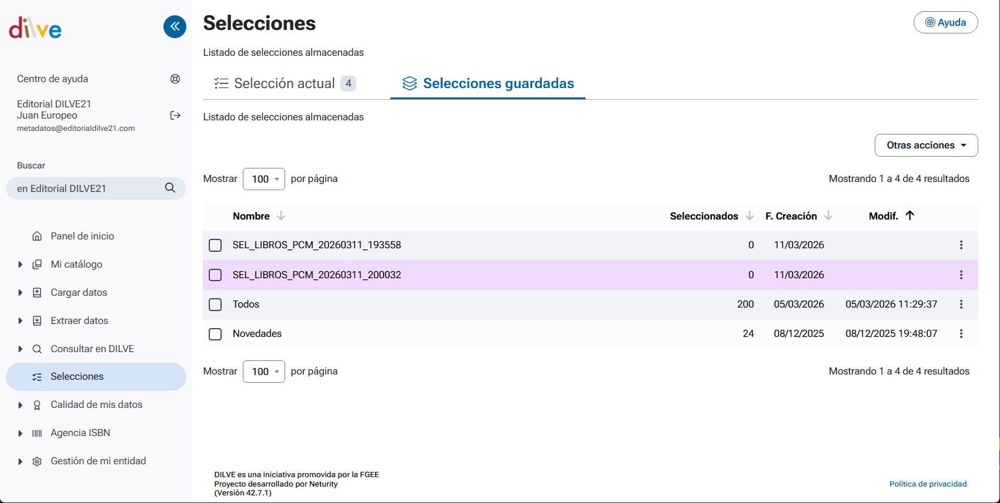 dilve
Centro de ayuda
Editorial DILVE21
Juan Europeo
metadatos@editorialdilve21.com
Buscar
en Editorial DILVE21
Panel de inicio
Mi catálogo
Cargar datos
Extraer datos
Consultar en DILVE
Selecciones
Calidad de mis datos
Agencia ISBN
Gestión de mi entidad
Selecciones
Ayuda
Listado de selecciones almacenadas
Selección actual 4
Selecciones guardadas
Listado de selecciones almacenadas
Otras acciones
Mostrar 100 por página
Mostrando 1 a 4 de 4 resultados
Nombre Seleccionados F. Creación Modif.
SEL_LIBROS_PCM_20260311_193558 0 11/03/2026
SEL_LIBROS_PCM_20260311_200032 0 11/03/2026
Todos 200 05/03/2026 05/03/2026 11:29:37
Novedades 24 08/12/2025 08/12/2025 19:48:07
Mostrar 100 por página
Mostrando 1 a 4 de 4 resultados
DILVE es una iniciativa promovida por la FGEE
Proyecto desarrollado por Neturity
(Versión 42.7.1)
Política de privacidad